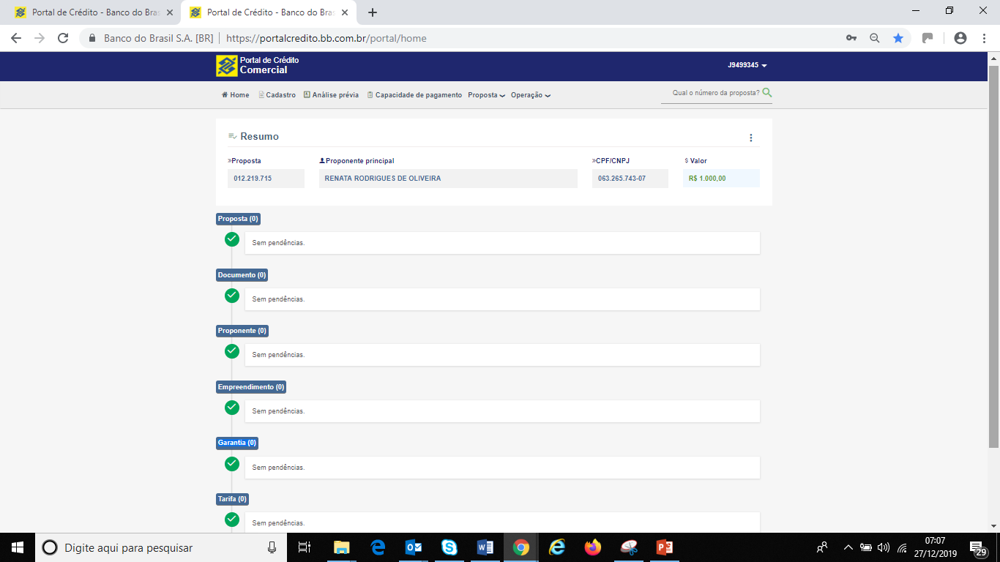 Portal de Crédito - Banco do Bras
Portal de Crédito - Banco do Bras
Banco do Brasil S.A. [BR] | https://portalcredito.bb.com.br/portal/home
Portal de Crédito
Comercial
J9499345
Home Cadastro Análise prévia Capacidade de pagamento Proposta Operação
Qual o número da proposta?
Resumo
Proposta Proponente principal CPF/CNPJ $ Valor
012.219.715 RENATA RODRIGUES DE OLIVEIRA 063.265.743-07 R$ 1.000,00
Proposta (0)
Sem pendências.
Documento (0)
Sem pendências.
Proponente (0)
Sem pendências.
Empreendimento (0)
Sem pendências.
Garantia (0)
Sem pendências.
Tarifa (0)
Sem pendências.
Digite aqui para pesquisar
07:07
27/12/2019
29